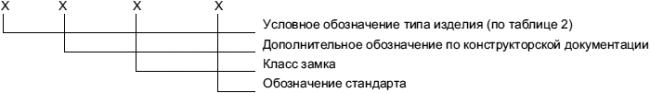 X X X X
Условное обозначение типа изделия (по таблице 2)
Дополнительное обозначение по конструкторской документации
Класс замка
Обозначение стандарта